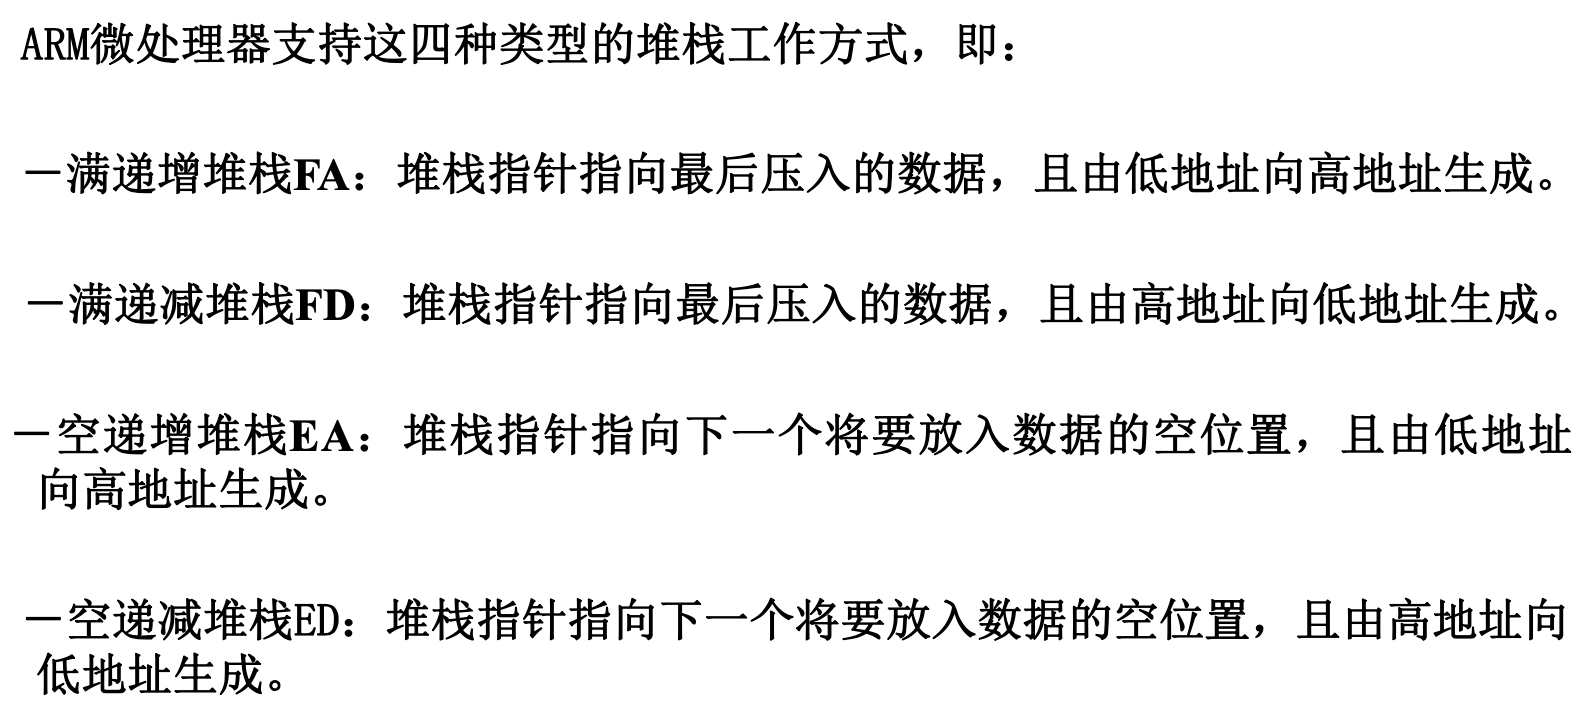 ARM微处理器支持这四种类型的堆栈工作方式，即：
－满递增堆栈FA：堆栈指针指向最后压入的数据，且由低地址向高地址生成。
－满递减堆栈FD：堆栈指针指向最后压入的数据，且由高地址向低地址生成。
－空递增堆栈EA：堆栈指针指向下一个将要放入数据的空位置，且由低地址
向高地址生成。
－空递减堆栈ED：堆栈指针指向下一个将要放入数据的空位置，且由高地址向
低地址生成。